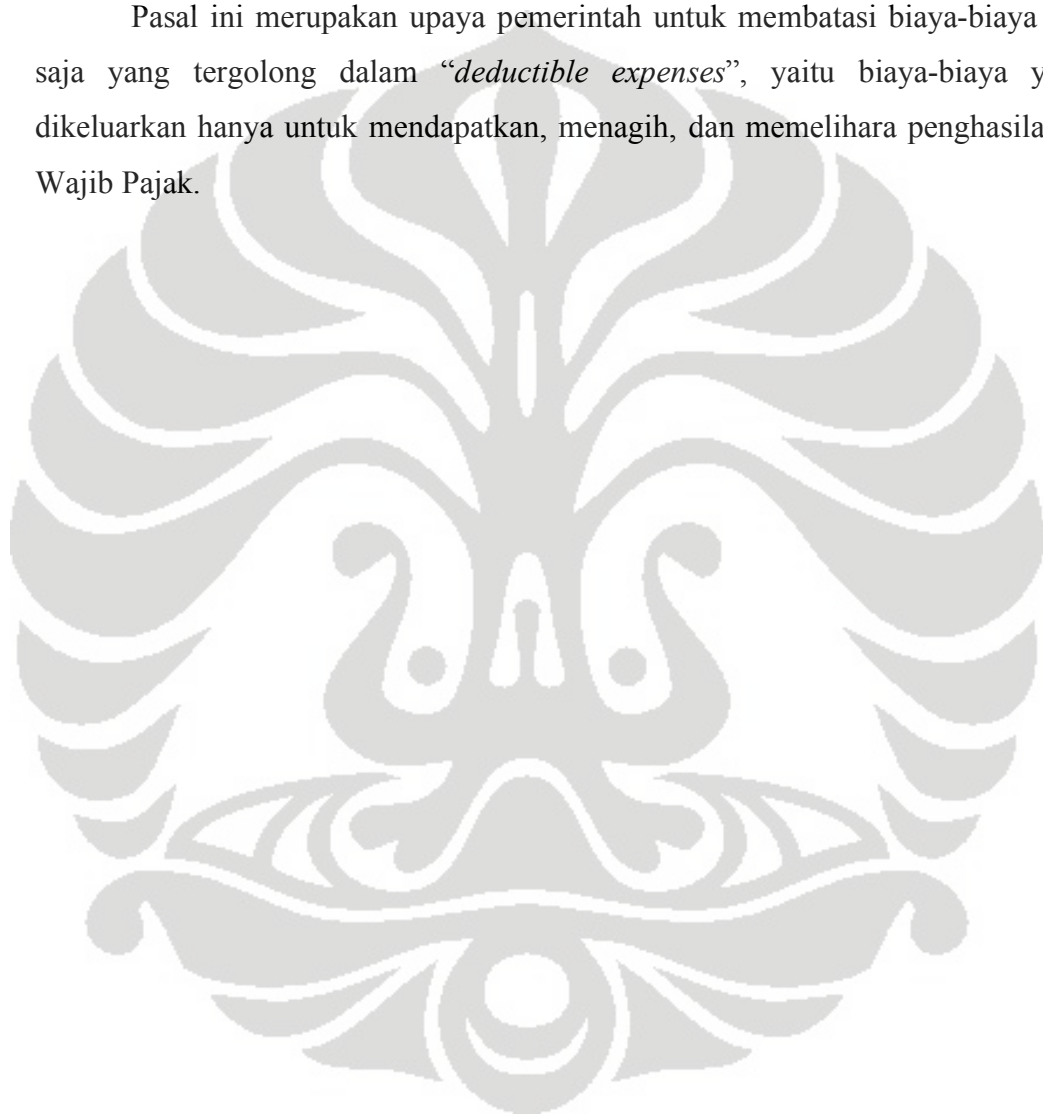 Pasal ini merupakan upaya pemerintah untuk membatasi biaya-biaya
saja yang tergolong dalam “deductible expenses”, yaitu biaya-biaya y
dikeluarkan hanya untuk mendapatkan, menagih, dan memelihara penghasila
Wajib Pajak.